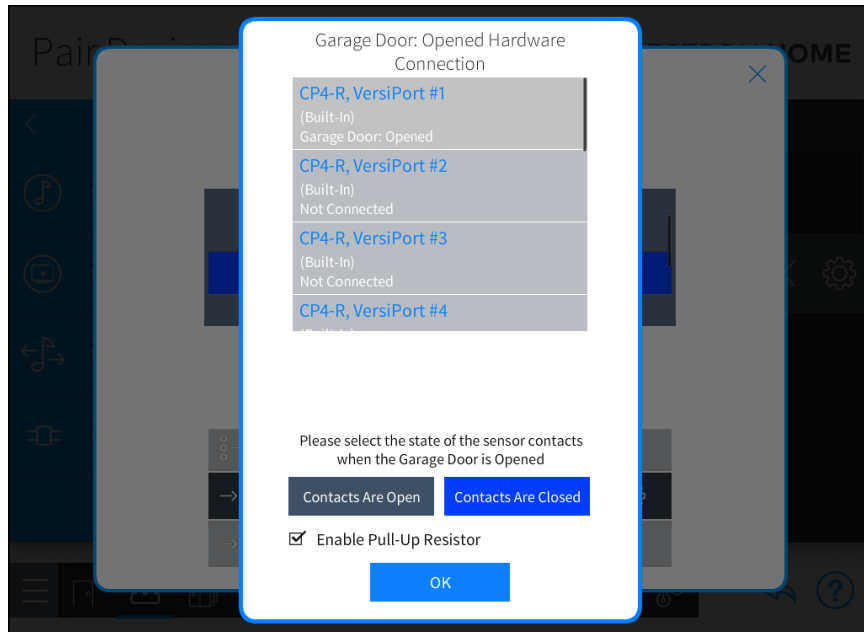 Pair
Garage Door: Opened Hardware
Connection
HOME
CP4-R, VersiPort #1
(Built-In)
Garage Door: Opened
CP4-R, VersiPort #2
(Built-In)
Not Connected
CP4-R, VersiPort #3
(Built-In)
Not Connected
CP4-R, VersiPort #4
Please select the state of the sensor contacts
when the Garage Door is Opened
Contacts Are Open
Contacts Are Closed
Enable Pull-Up Resistor
OK
?